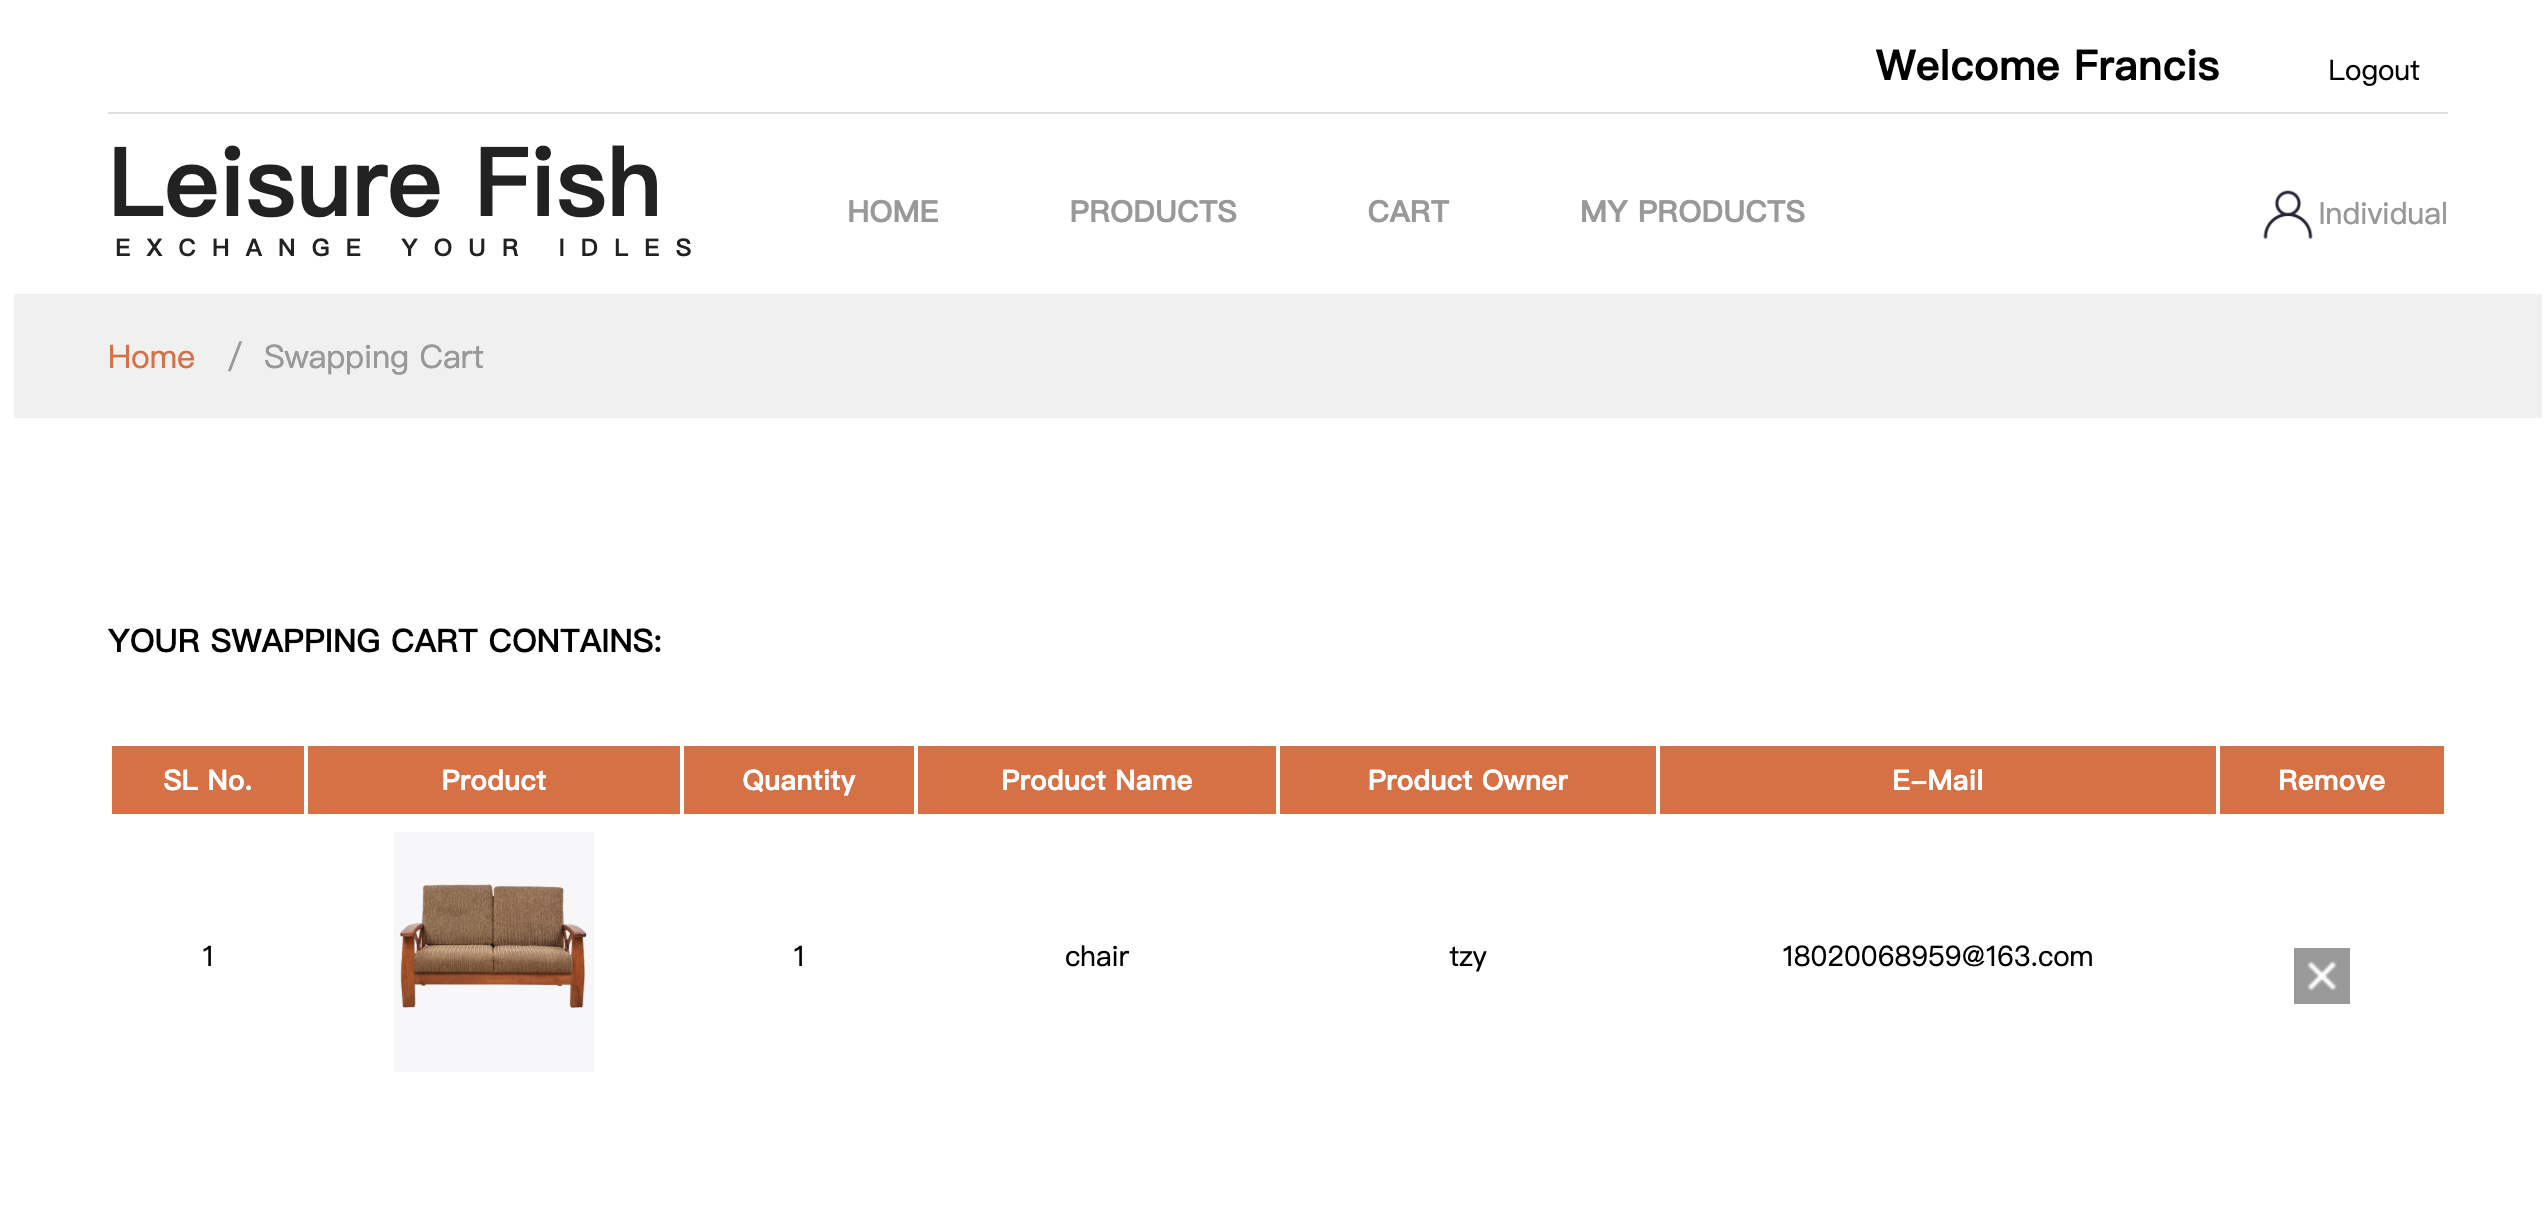 Welcome Francis Logout
Leisure Fish
EXCHANGE YOUR IDLES
HOME PRODUCTS CART MY PRODUCTS Individual
Home / Swapping Cart
YOUR SWAPPING CART CONTAINS:
SL No. Product Quantity Product Name Product Owner E-Mail Remove
1 1 chair tzy 18020068959@163.com